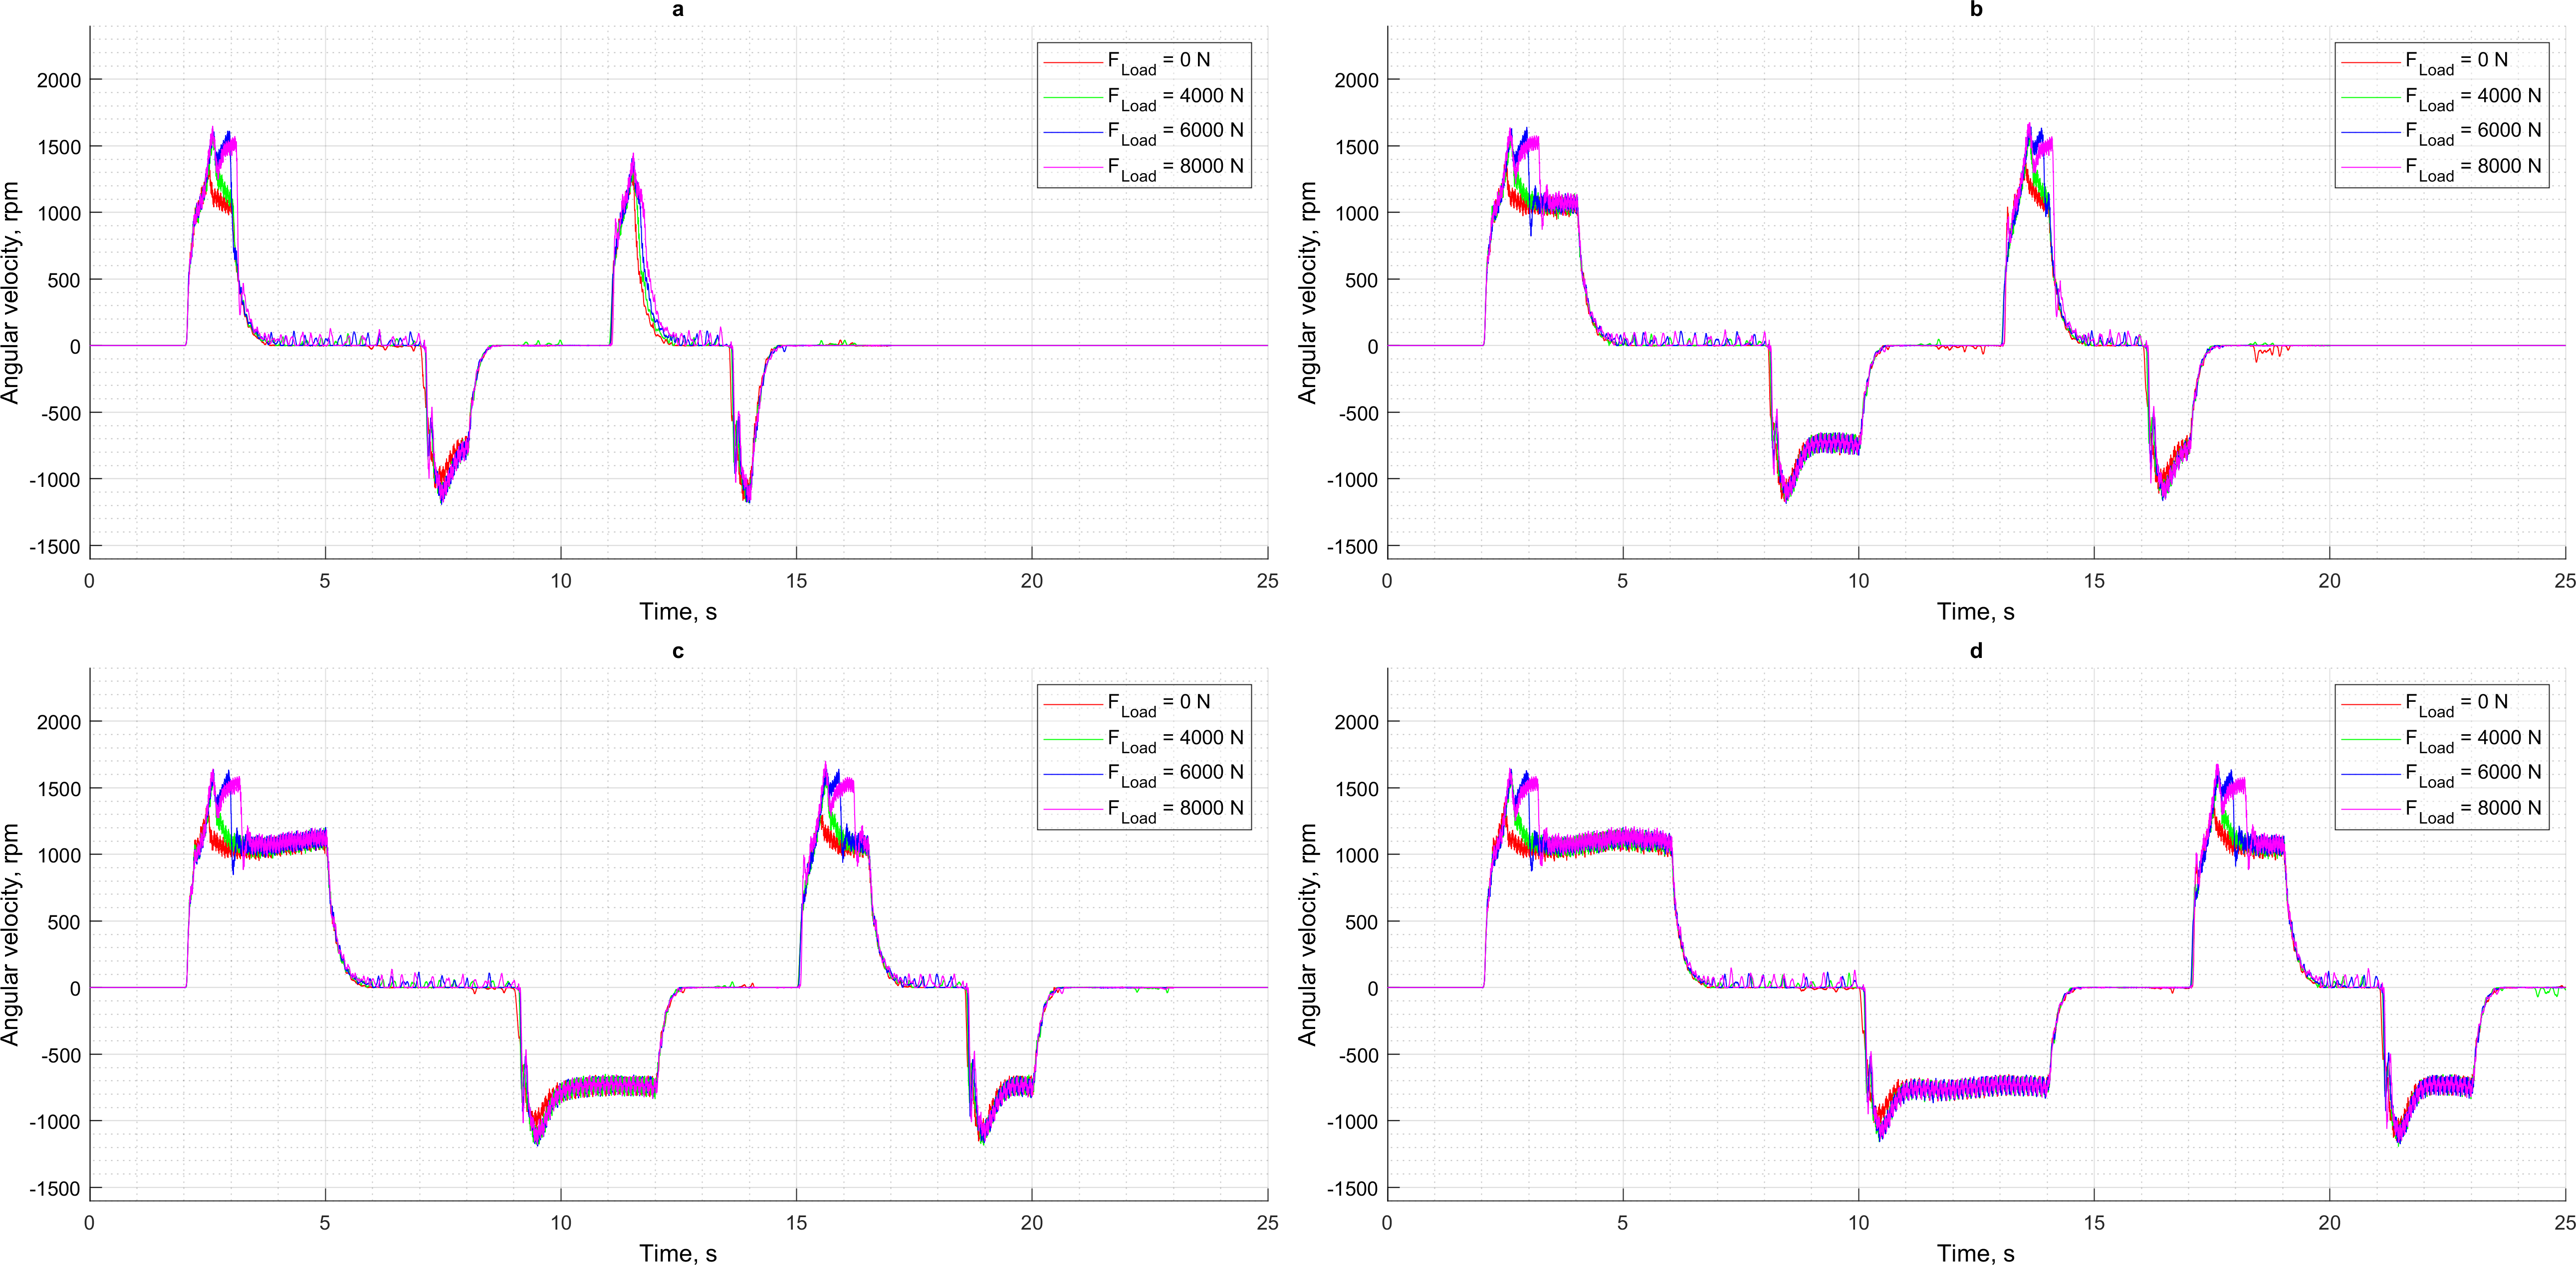 a
2000
1500
1000
500
0
-500
-1000
-1500
Angular velocity, rpm
0 5 10 15 20 25
Time, s
F_Load = 0 N
F_Load = 4000 N
F_Load = 6000 N
F_Load = 8000 N
b
2000
1500
1000
500
0
-500
-1000
-1500
Angular velocity, rpm
0 5 10 15 20 25
Time, s
F_Load = 0 N
F_Load = 4000 N
F_Load = 6000 N
F_Load = 8000 N
c
2000
1500
1000
500
0
-500
-1000
-1500
Angular velocity, rpm
0 5 10 15 20 25
Time, s
F_Load = 0 N
F_Load = 4000 N
F_Load = 6000 N
F_Load = 8000 N
d
2000
1500
1000
500
0
-500
-1000
-1500
Angular velocity, rpm
0 5 10 15 20 25
Time, s
F_Load = 0 N
F_Load = 4000 N
F_Load = 6000 N
F_Load = 8000 N